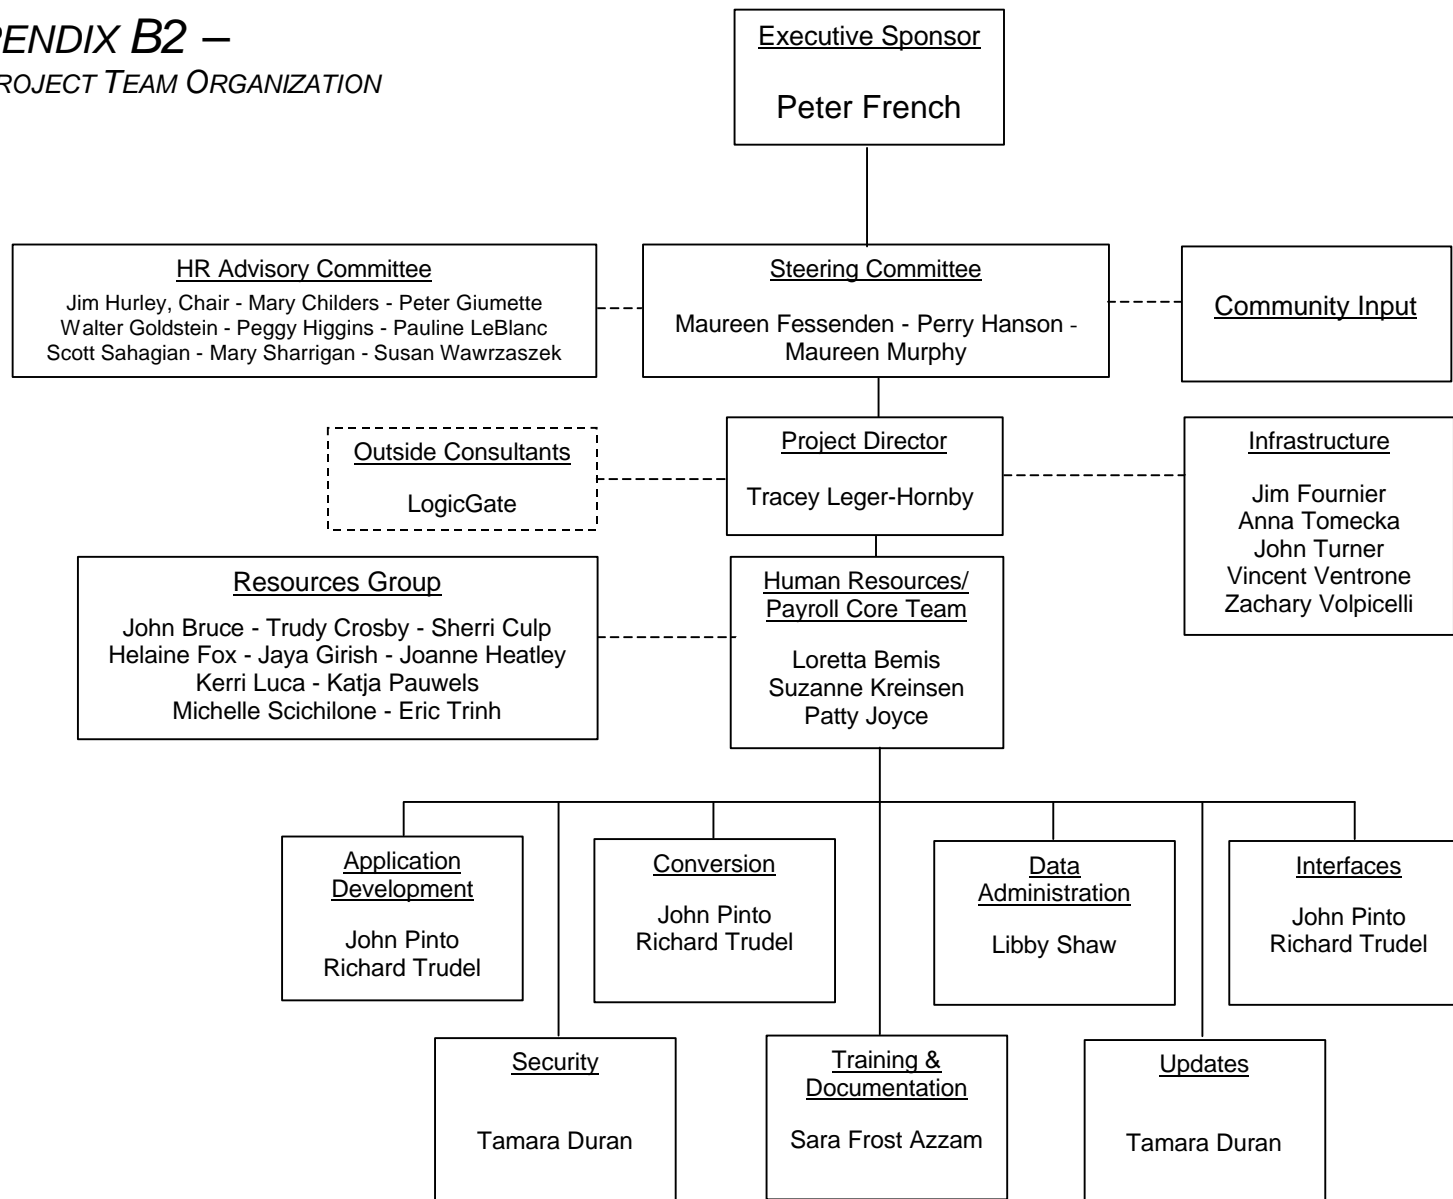 PENDIX B2 –
ROJECT TEAM ORGANIZATION
Executive Sponsor
Peter French
HR Advisory Committee
Jim Hurley, Chair - Mary Childers - Peter Giumette
Walter Goldstein - Peggy Higgins - Pauline LeBlanc
Scott Sahagian - Mary Sharrigan - Susan Wawrzaszek
Steering Committee
Maureen Fessenden - Perry Hanson -
Maureen Murphy
Community Input
Outside Consultants
LogicGate
Project Director
Tracey Leger-Hornby
Infrastructure
Jim Fournier
Anna Tomecka
John Turner
Vincent Ventrone
Zachary Volpicelli
Resources Group
John Bruce - Trudy Crosby - Sherri Culp
Helaine Fox - Jaya Girish - Joanne Heatley
Kerri Luca - Katja Pauwels
Michelle Scichilone - Eric Trinh
Human Resources/
Payroll Core Team
Loretta Bemis
Suzanne Kreinsen
Patty Joyce
Application
Development
John Pinto
Richard Trudel
Conversion
John Pinto
Richard Trudel
Data
Administration
Libby Shaw
Interfaces
John Pinto
Richard Trudel
Security
Tamara Duran
Training &
Documentation
Sara Frost Azzam
Updates
Tamara Duran